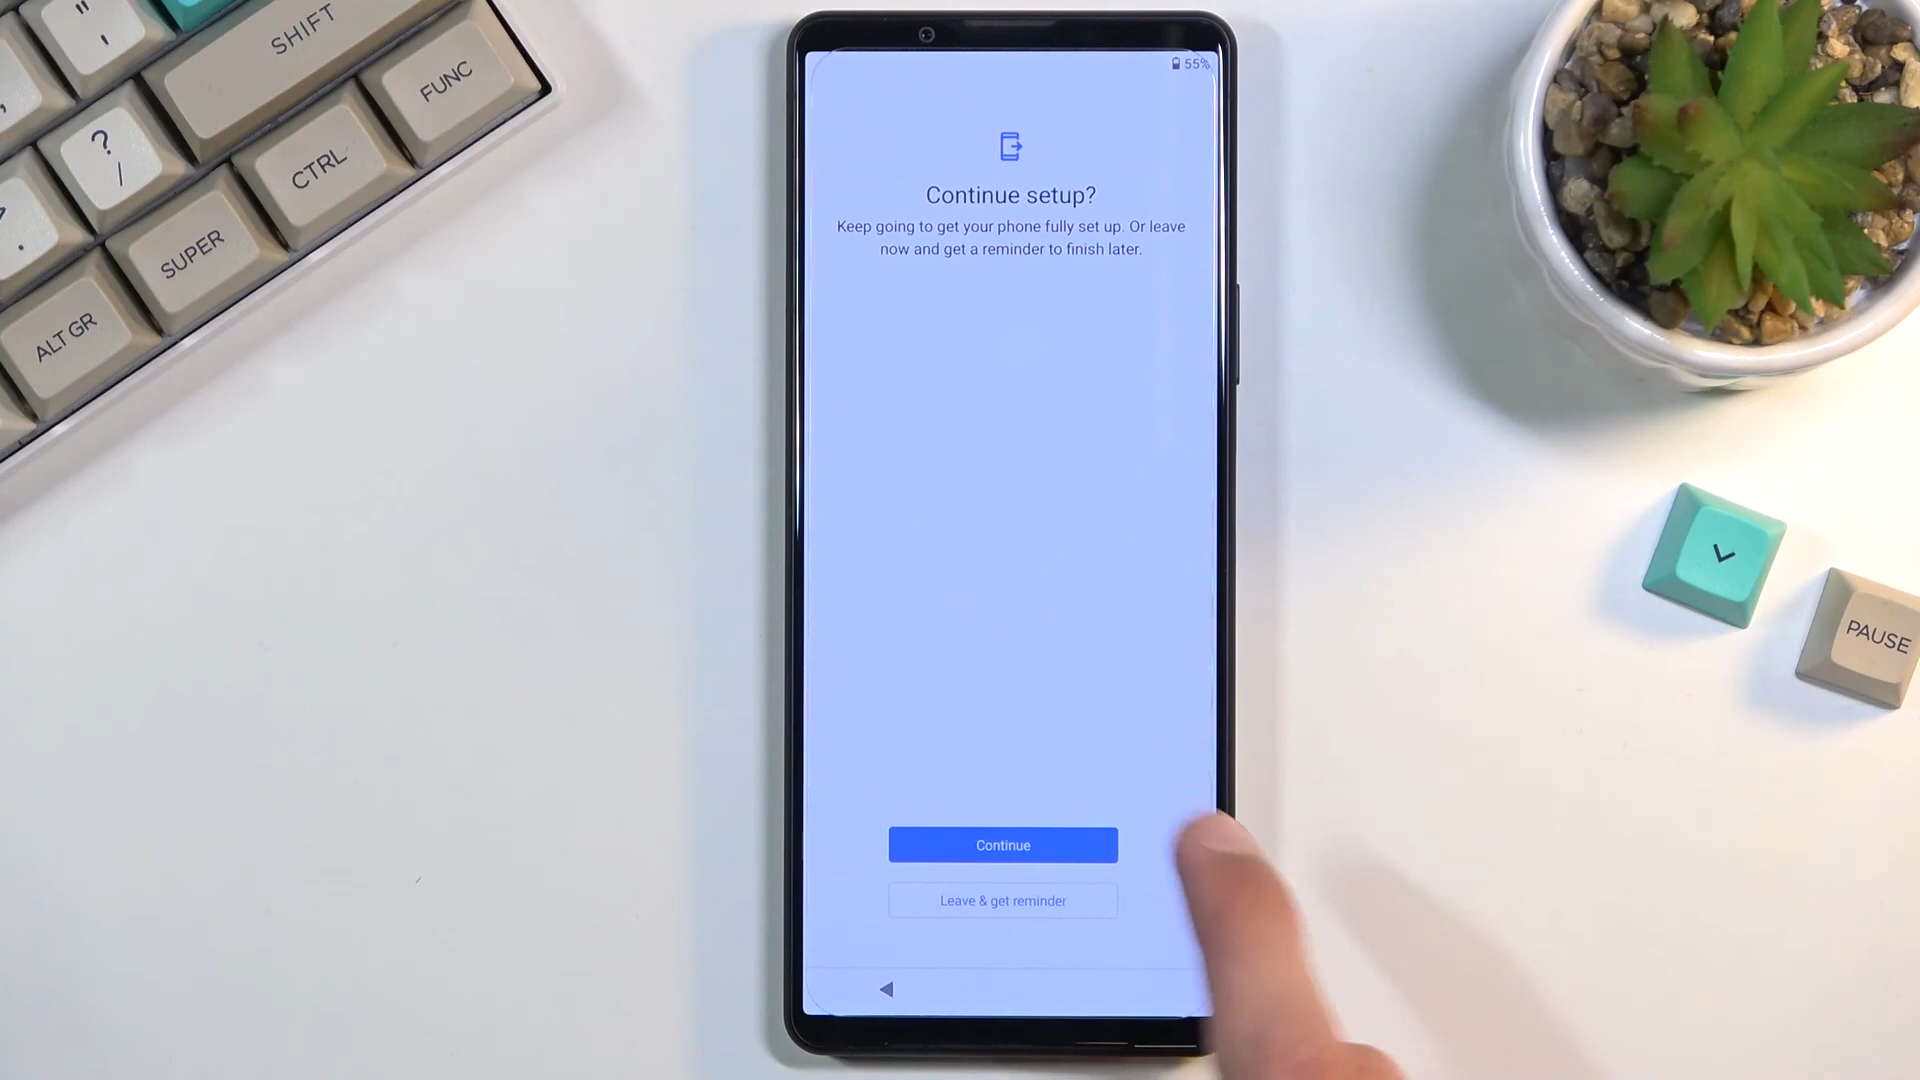 "
,
SHIFT
FUNC
?
/
CTRL
.
SUPER
ALT GR
55%
Continue setup?
Keep going to get your phone fully set up. Or leave
now and get a reminder to finish later.
Continue
Leave & get reminder
PAUSE